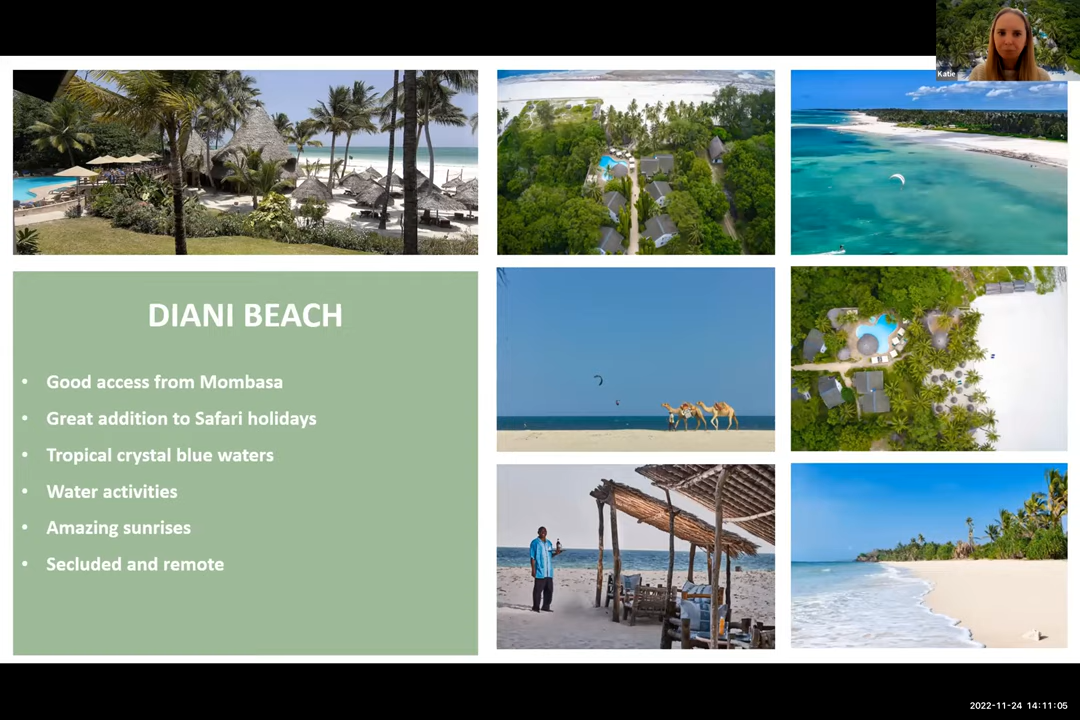 Katie
DIANI BEACH
• Good access from Mombasa
• Great addition to Safari holidays
• Tropical crystal blue waters
• Water activities
• Amazing sunrises
• Secluded and remote
2022-11-24 14:11:05